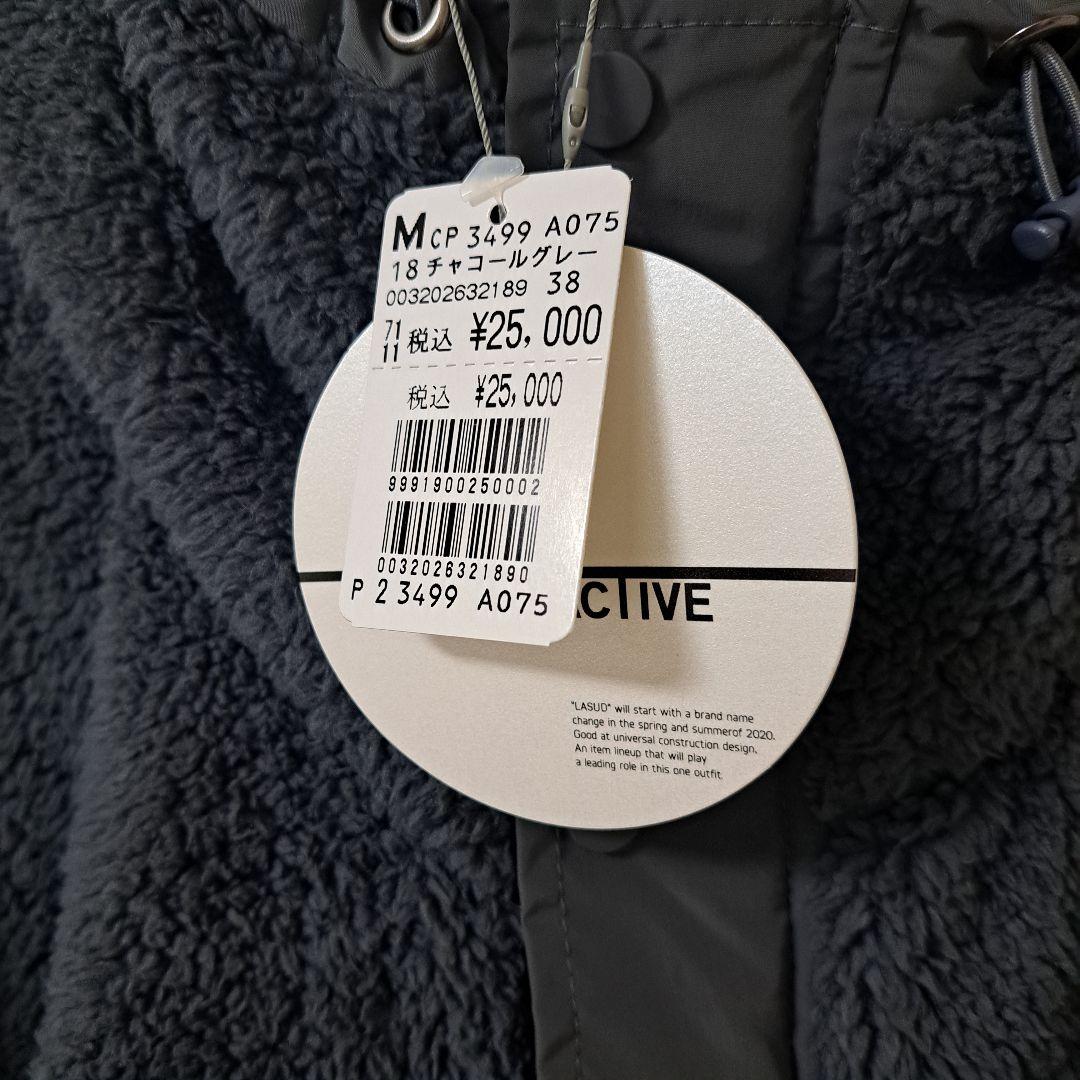 M CP 3499 A075
18 チャコールグレー
003202632189 38
71
11 税込 ¥25,000
税込 ¥25,000
9991900250002
0032026321890
P 2 3499 A075
ACTIVE
"LASUD" will start with a brand name
change in the spring and summerof 2020.
Good at universal construction design.
An item lineup that will play
a leading role in this one outfit.